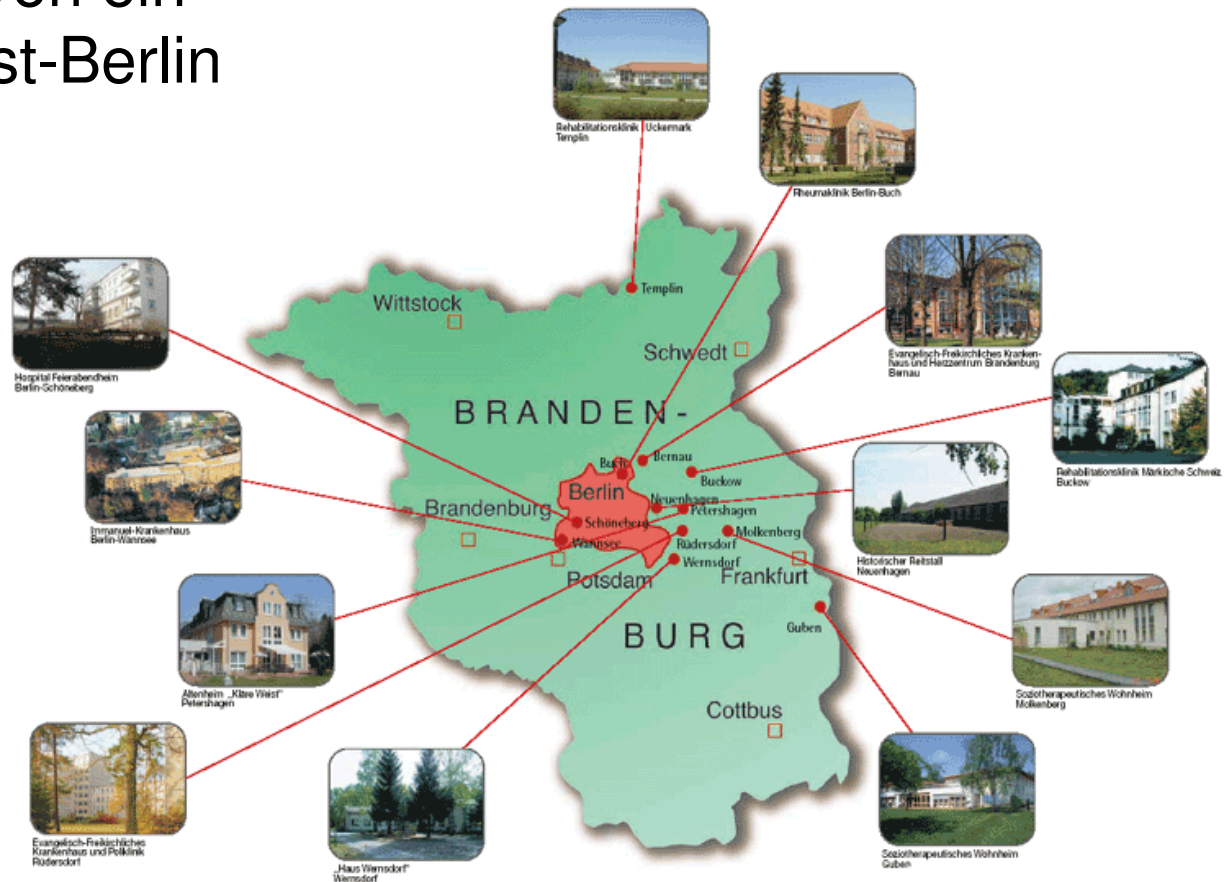 st-Berlin
Rehabilitationsklinik Uckermark
Templin
Rheumaklinik Berlin-Buch
Hospital Feierabendheim
Berlin-Schöneberg
Evangelisch-Freikirchliches Kranken-
haus und Herzzentrum Brandenburg
Bernau
Immanuel-Krankenhaus
Berlin-Wannsee
Rehabilitationsklinik Märkische Schweiz
Buckow
Historischer Reitstall
Neuenhagen
Altenheim „Kläre Weist"
Petershagen
Soziotherapeutisches Wohnheim
Molkenberg
Evangelisch-Freikirchliches
Krankenhaus und Poliklinik
Rüdersdorf
„Haus Wernsdorf"
Wernsdorf
Soziotherapeutisches Wohnheim
Guben
Templin
Wittstock
Schwedt
BRANDEN-
Buch
Bernau
Buckow
Berlin
Neuenhagen
Petershagen
Brandenburg
Schöneberg
Molkenberg
Wannsee
Rüdersdorf
Wernsdorf
Potsdam
Frankfurt
Guben
BURG
Cottbus